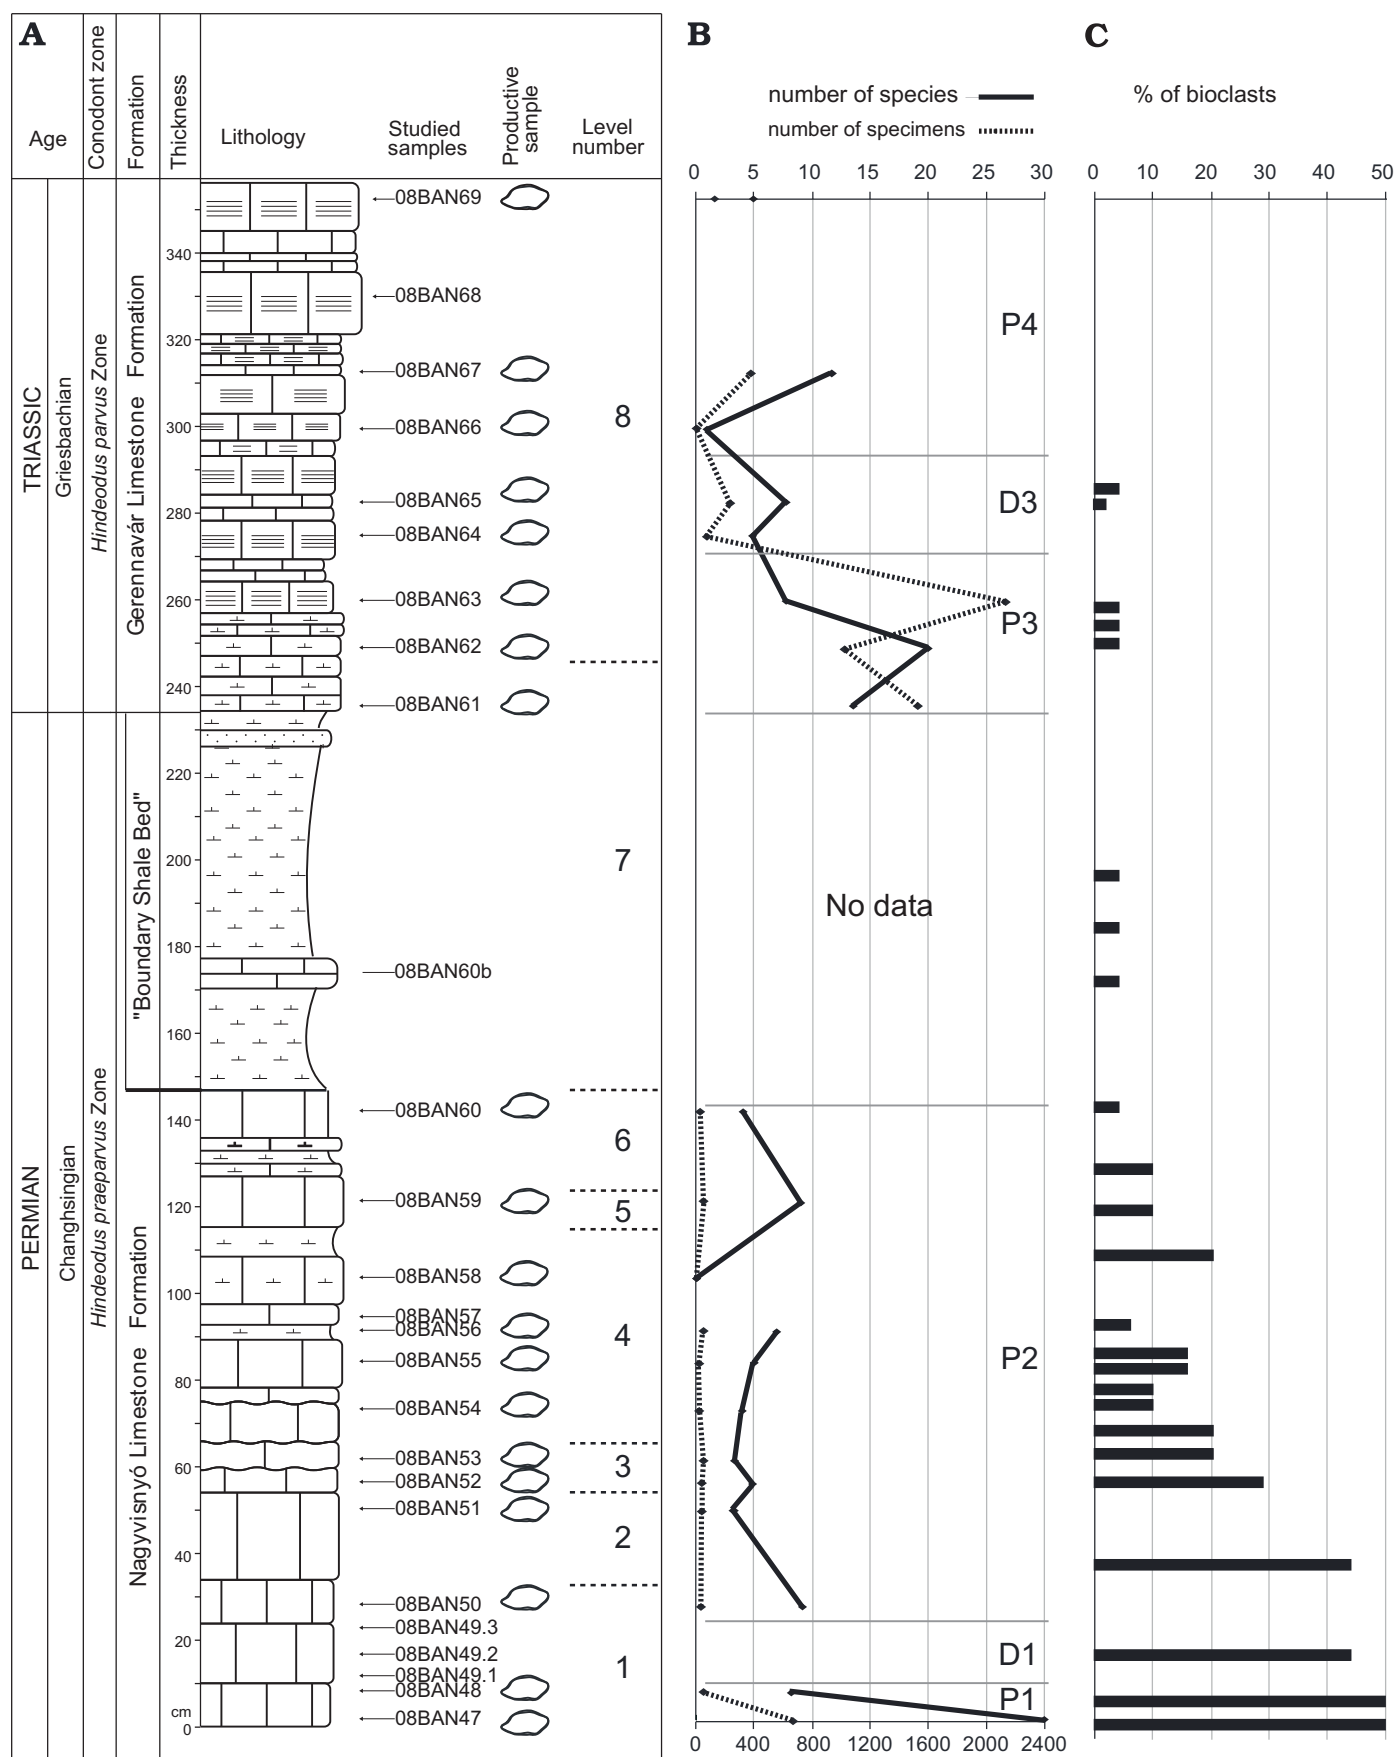 A
B
C
Age
Conodont zone
Formation
Thickness
Lithology
Studied
samples
Productive
sample
Level
number
number of species
number of specimens
% of bioclasts
0 5 10 15 20 25 30
0 10 20 30 40 50
TRIASSIC
Griesbachian
Hindeodus parvus Zone
Gerennavár Limestone Formation
PERMIAN
Changhsingian
Hindeodus praeparvus Zone
"Boundary Shale Bed"
Nagyvisnyó Limestone Formation
340
320
300
280
260
240
220
200
180
160
140
120
100
80
60
40
20
cm
0
08BAN69
08BAN68
08BAN67
08BAN66
08BAN65
08BAN64
08BAN63
08BAN62
08BAN61
08BAN60b
08BAN60
08BAN59
08BAN58
08BAN57
08BAN56
08BAN55
08BAN54
08BAN53
08BAN52
08BAN51
08BAN50
08BAN49.3
08BAN49.2
08BAN49.1
08BAN48
08BAN47
8
7
6
5
4
3
2
1
P4
D3
P3
No data
P2
D1
P1
0 400 800 1200 1600 2000 2400